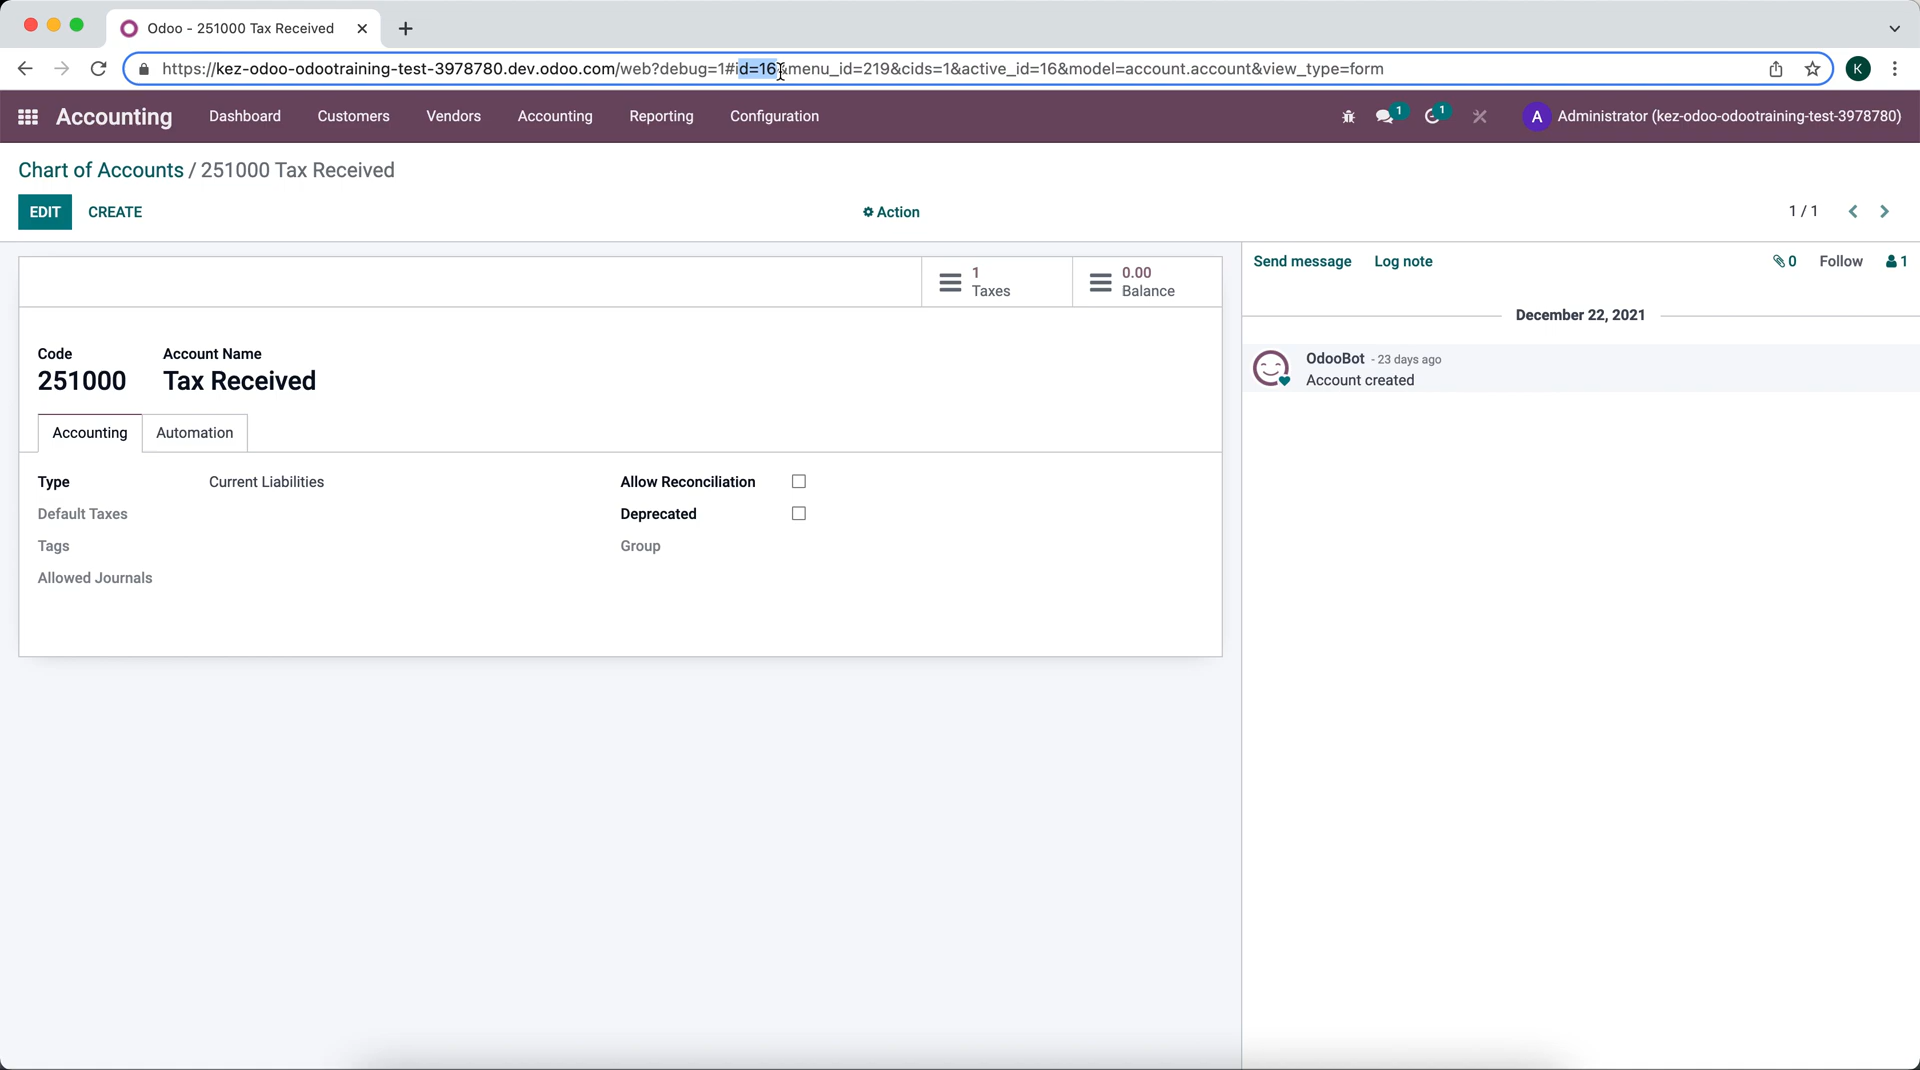 Odoo - 251000 Tax Received
https://kez-odoo-odootraining-test-3978780.dev.odoo.com/web?debug=1#id=16&menu_id=219&cids=1&active_id=16&model=account.account&view_type=form
K
Accounting Dashboard Customers Vendors Accounting Reporting Configuration 1 1 A Administrator (kez-odoo-odootraining-test-3978780)
Chart of Accounts / 251000 Tax Received
EDIT CREATE Action 1 / 1
1 Taxes
0.00 Balance
Code Account Name
251000 Tax Received
Accounting Automation
Type Current Liabilities Allow Reconciliation
Default Taxes Deprecated
Tags Group
Allowed Journals
Send message Log note 0 Follow 1
December 22, 2021
OdooBot - 23 days ago
Account created